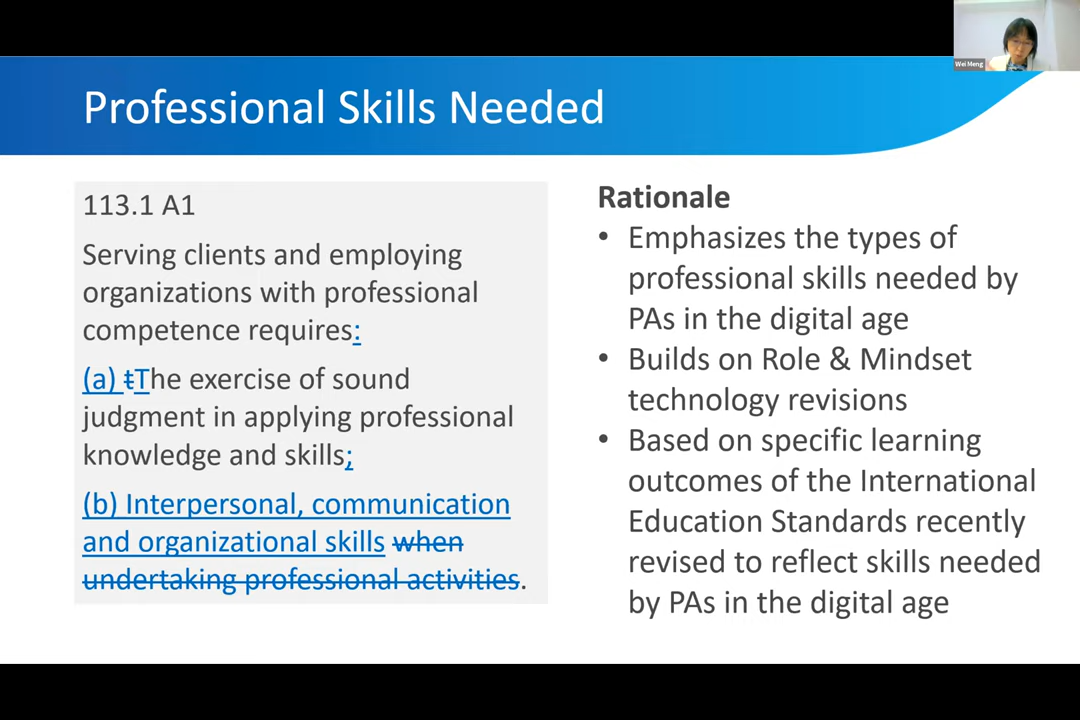 Wei Meng
Professional Skills Needed
113.1 A1
Serving clients and employing
organizations with professional
competence requires:
(a) tThe exercise of sound
judgment in applying professional
knowledge and skills;
(b) Interpersonal, communication
and organizational skills when
undertaking professional activities.
Rationale
• Emphasizes the types of
professional skills needed by
PAs in the digital age
• Builds on Role & Mindset
technology revisions
• Based on specific learning
outcomes of the International
Education Standards recently
revised to reflect skills needed
by PAs in the digital age